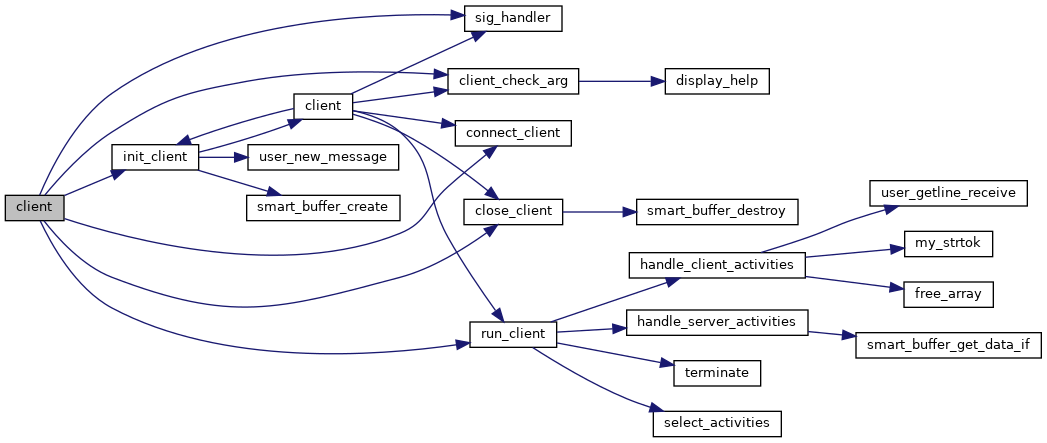 sig_handler
client_check_arg
display_help
client
connect_client
init_client
user_new_message
user_getline_receive
client
smart_buffer_create
close_client
smart_buffer_destroy
my_strtok
handle_client_activities
free_array
run_client
handle_server_activities
smart_buffer_get_data_if
terminate
select_activities